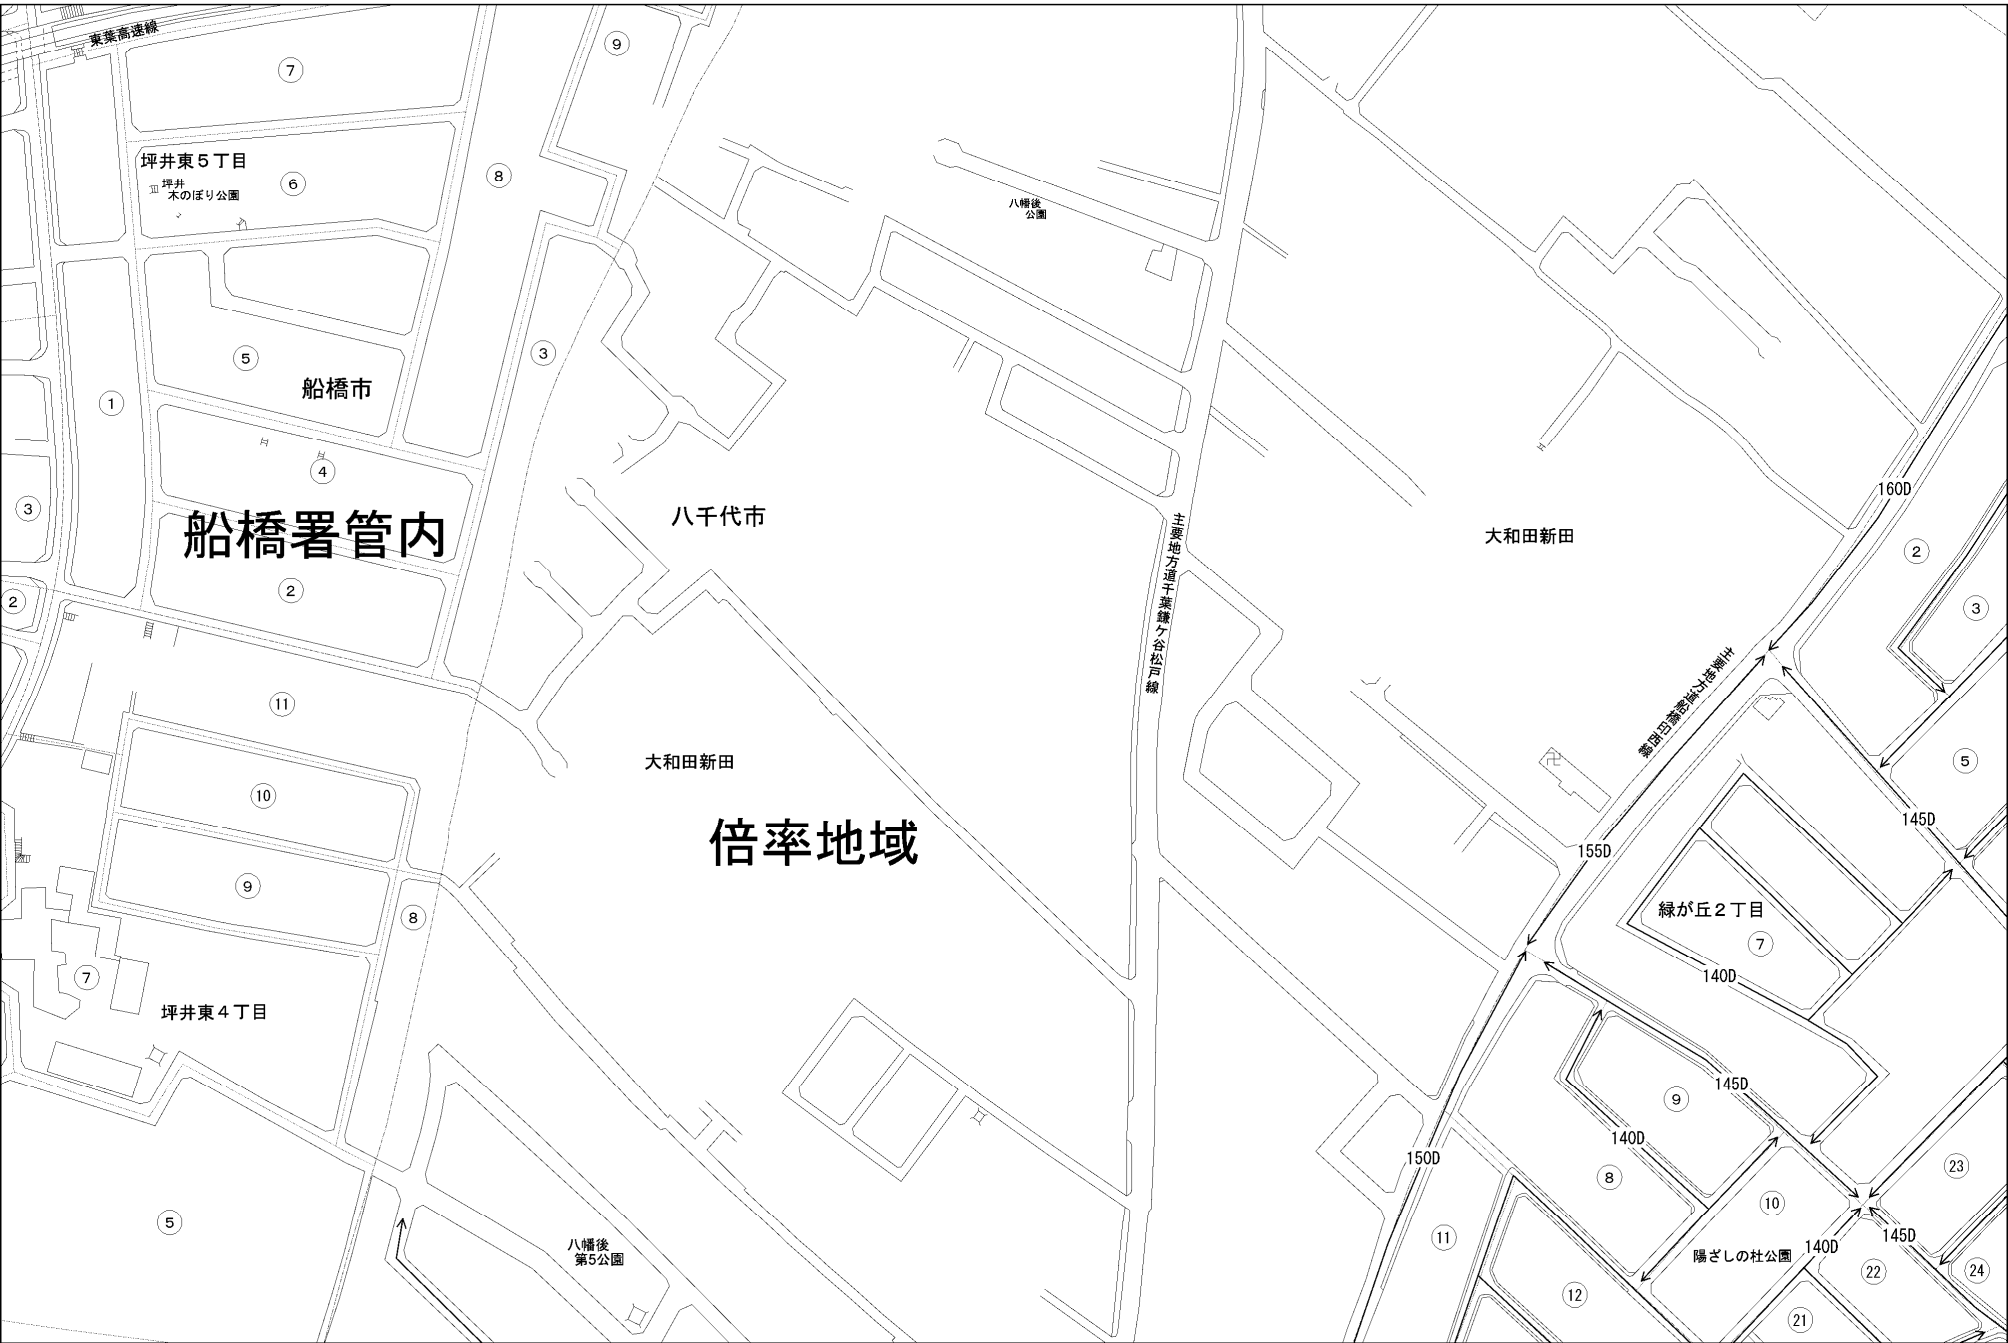 東葉高速線
⑦
⑨
坪井東５丁目
坪井
木のぼり公園
⑥
⑧
八幡後
公園
⑤
船橋市
③
①
④
船橋署管内
③
②
②
八千代市
主要地方道千葉鎌ケ谷松戸線
大和田新田
160D
②
③
主要地方道船橋印西線
⑪
大和田新田
倍率地域
⑩
⑨
⑧
⑦
坪井東４丁目
⑤
145D
155D
緑が丘２丁目
⑦
140D
145D
⑨
140D
150D
⑧
⑩
㉓
⑤
八幡後
第5公園
⑪
陽ざしの杜公園
140D
145D
㉒
㉔
⑫
㉑